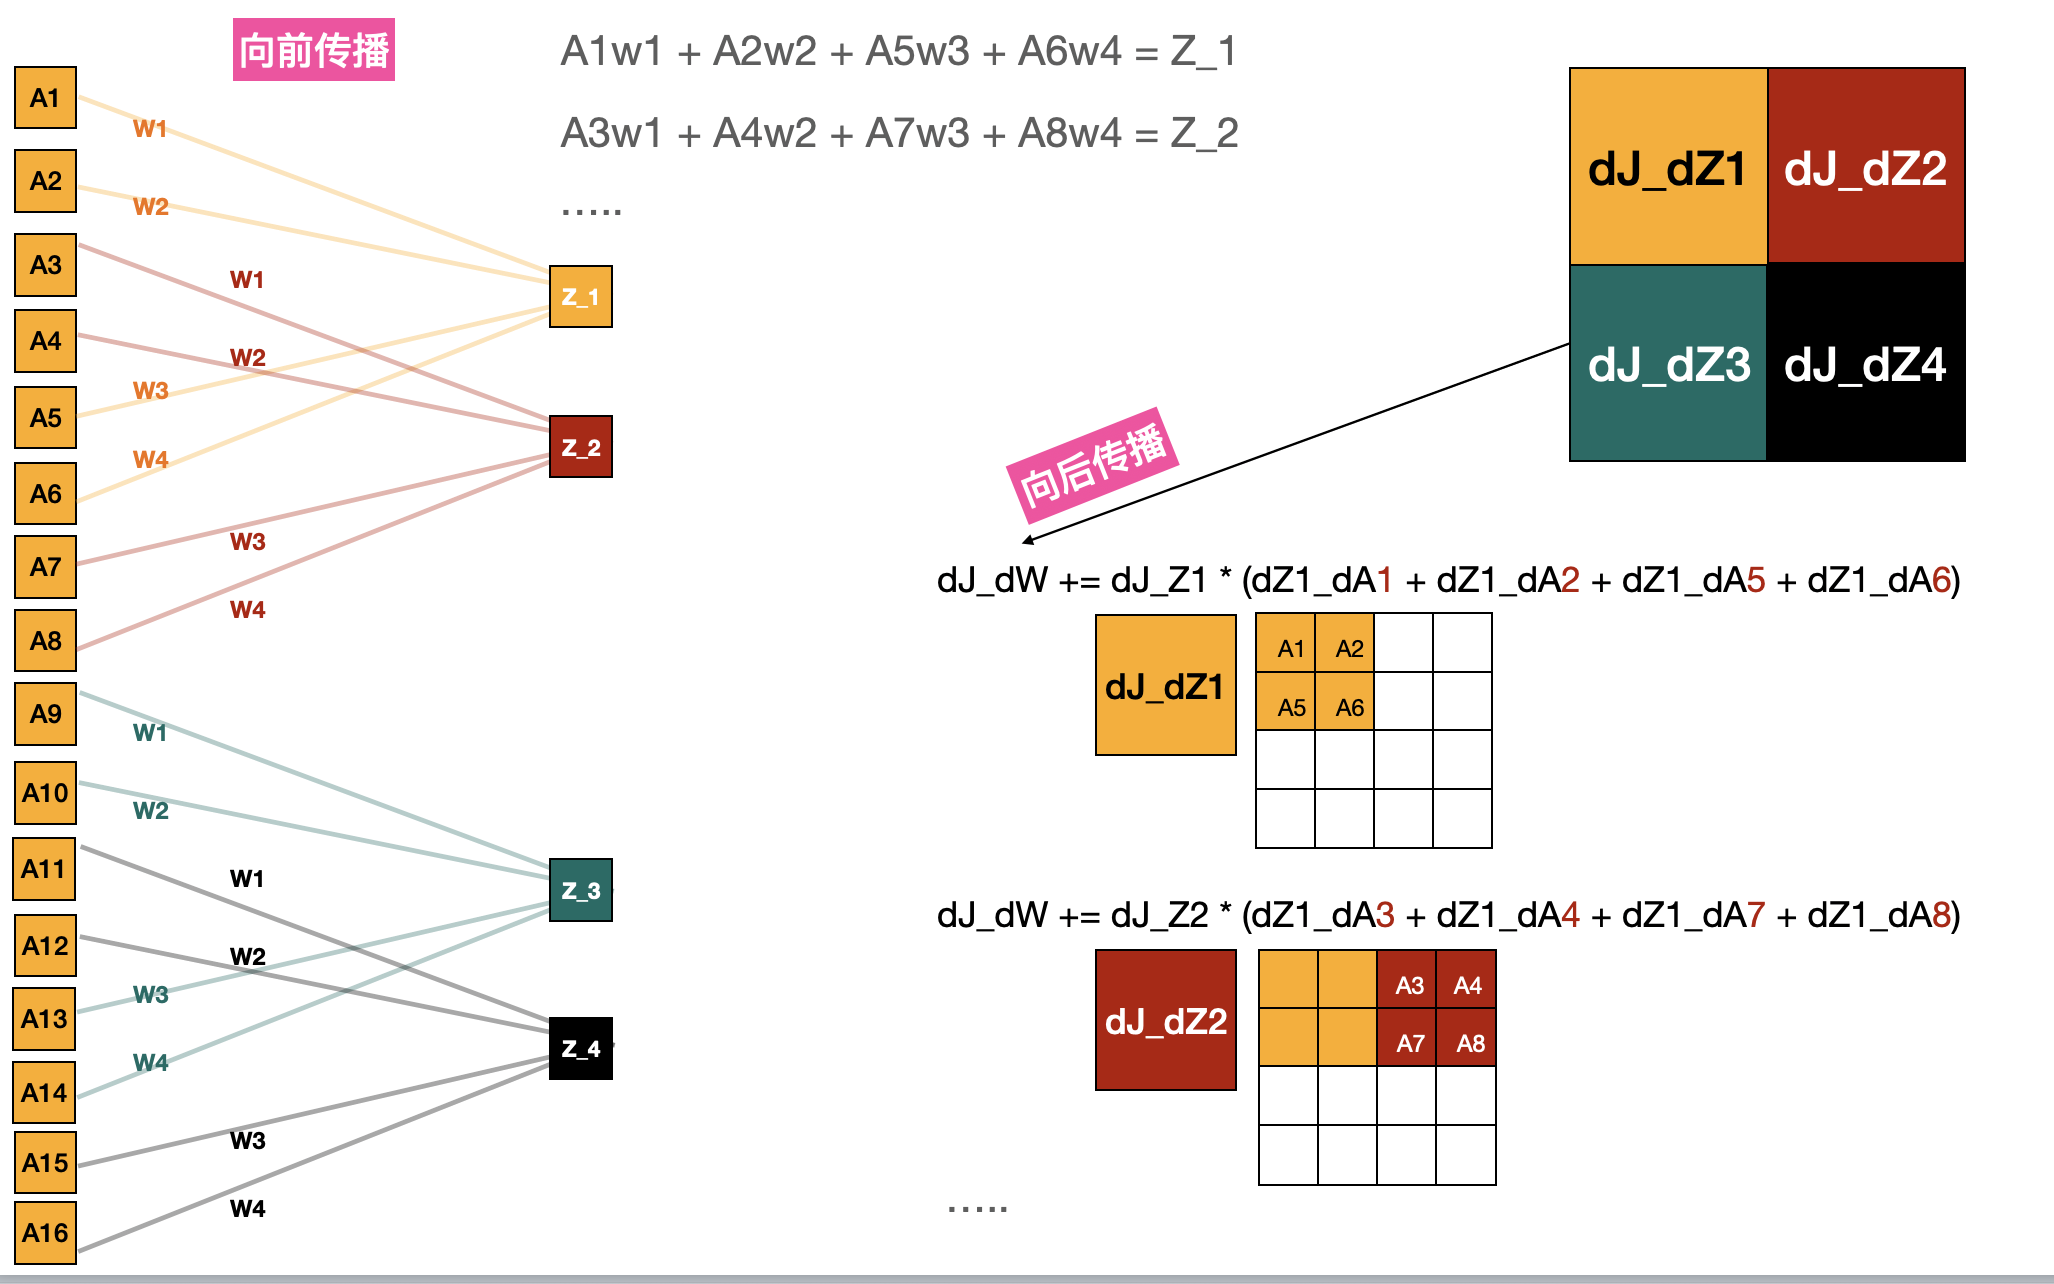 向前传播
A1w1 + A2w2 + A5w3 + A6w4 = Z_1
A3w1 + A4w2 + A7w3 + A8w4 = Z_2
.....
A1
W1
A2
W2
A3
W1
A4
W2
A5
W3
A6
W4
A7
W3
A8
W4
Z_1
Z_2
A9
W1
A10
W2
A11
W1
A12
W2
A13
W3
A14
W4
A15
W3
A16
W4
Z_3
Z_4
dJ_dZ1 dJ_dZ2
dJ_dZ3 dJ_dZ4
向后传播
dJ_dW += dJ_Z1 * (dZ1_dA1 + dZ1_dA2 + dZ1_dA5 + dZ1_dA6)
dJ_dZ1
A1 A2
A5 A6
dJ_dW += dJ_Z2 * (dZ1_dA3 + dZ1_dA4 + dZ1_dA7 + dZ1_dA8)
dJ_dZ2
A3 A4
A7 A8
.....